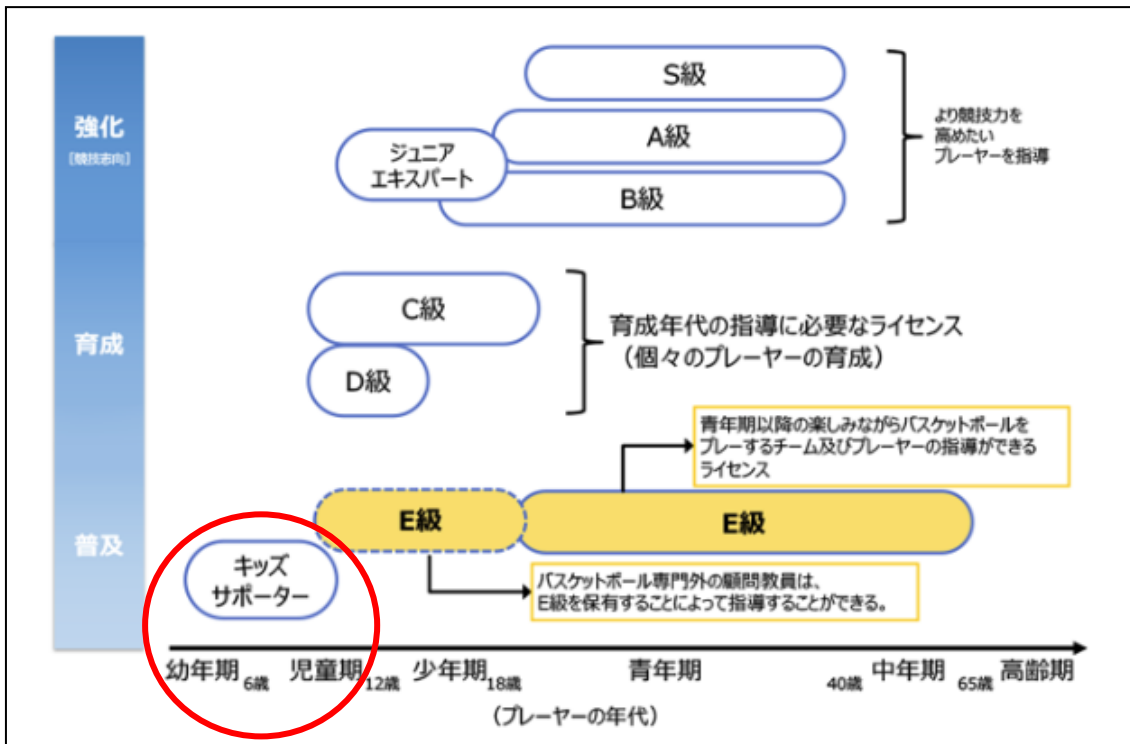 強化
[競技志向]
育成
普及
S級
A級
ジュニア
エキスパート
B級
より競技力を
高めたい
プレーヤーを指導
C級
D級
育成年代の指導に必要なライセンス
(個々のプレーヤーの育成)
青年期以降の楽しみながらバスケットボールを
プレーするチーム及びプレーヤーの指導ができる
ライセンス
E級
E級
キッズ
サポーター
バスケットボール専門外の顧問教員は、
E級を保有することによって指導することができる。
幼年期 6歳 児童期 12歳 少年期 18歳 青年期 40歳 中年期 65歳 高齢期
(プレーヤーの年代)